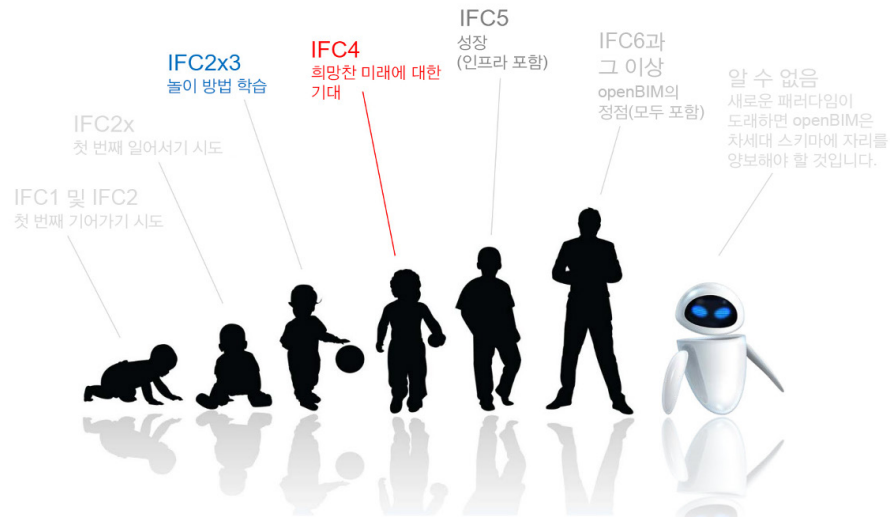 IFC1 및 IFC2
첫 번째 기어가기 시도
IFC2x
첫 번째 일어서기 시도
IFC2x3
놀이 방법 학습
IFC4
희망찬 미래에 대한
기대
IFC5
성장
(인프라 포함)
IFC6과
그 이상
openBIM의
정점(모두 포함)
알 수 없음
새로운 패러다임이
도래하면 openBIM은
차세대 스키마에 자리를
양보해야 할 것입니다.